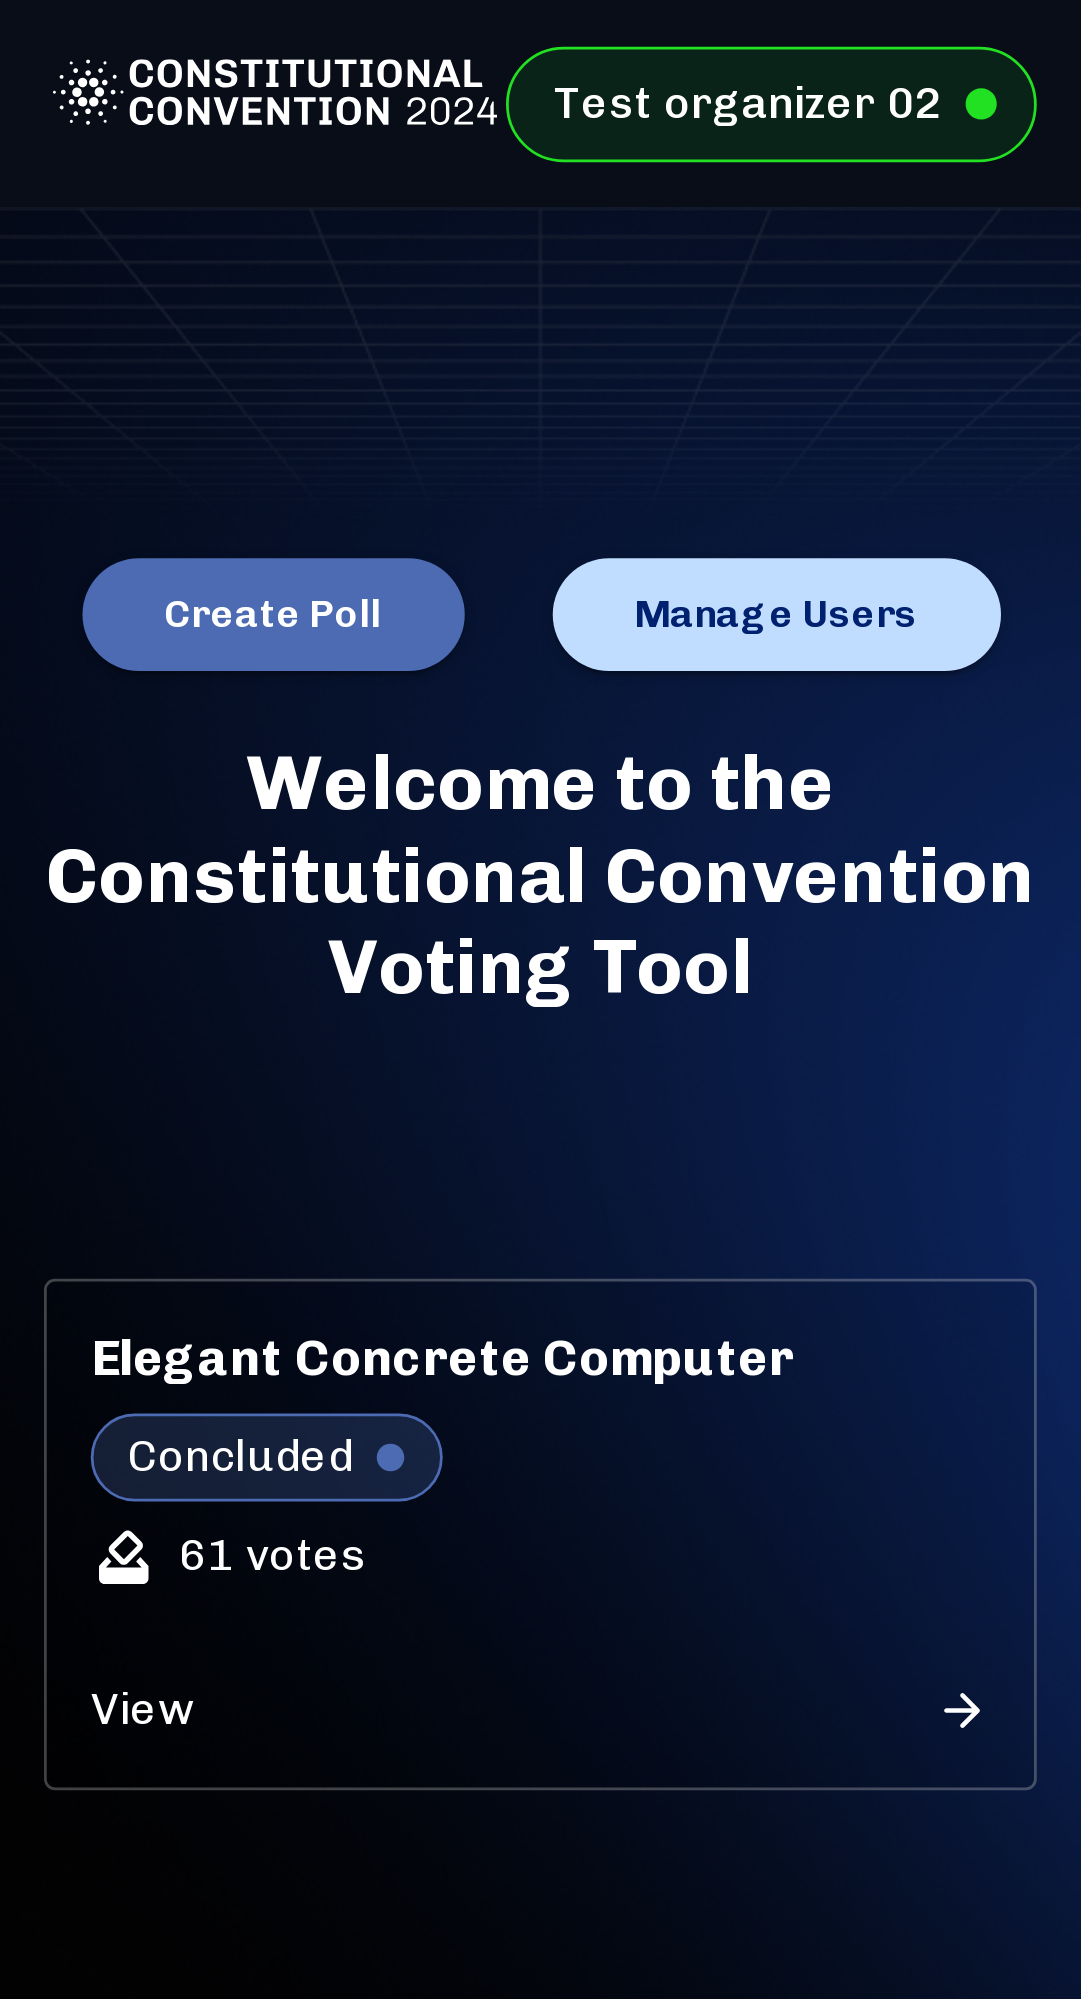 CONSTITUTIONAL
CONVENTION 2024
Test organizer 02
Create Poll
Manage Users
Welcome to the
Constitutional Convention
Voting Tool
Elegant Concrete Computer
Concluded
61 votes
View